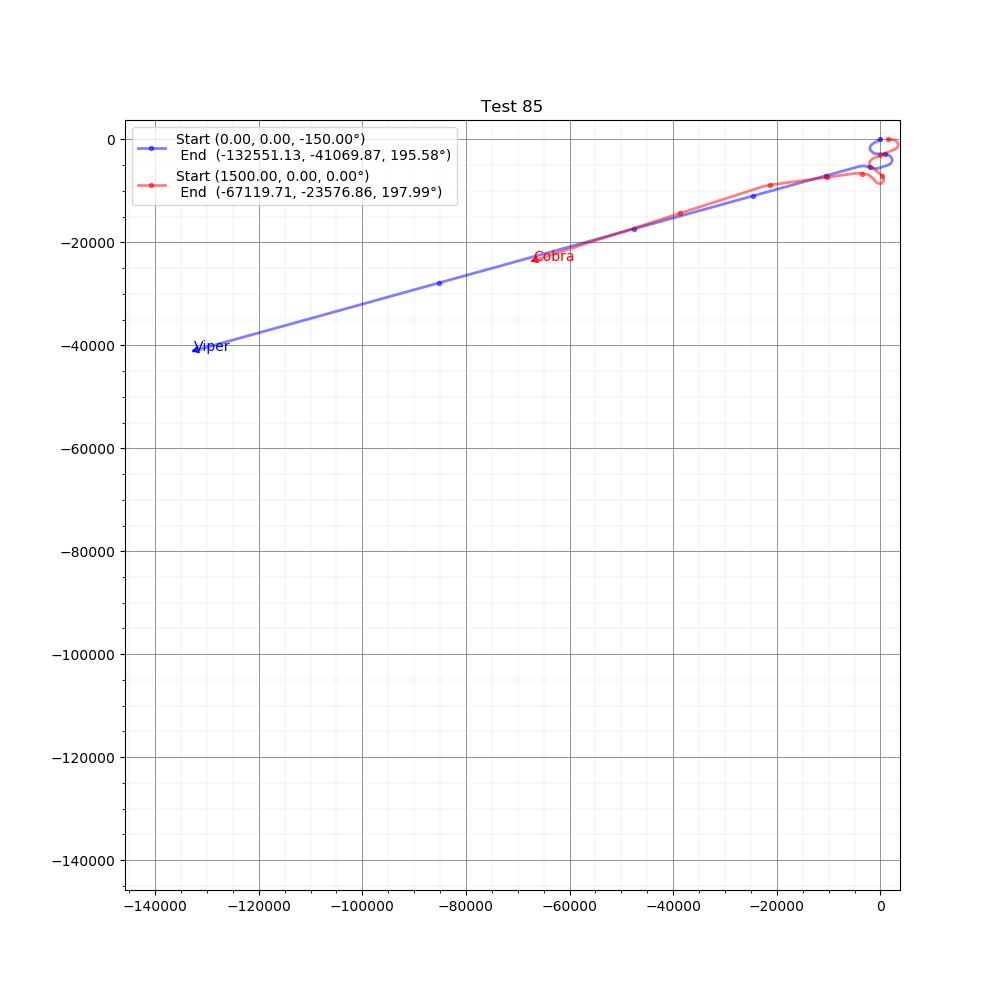 Test 85
Start (0.00, 0.00, -150.00°)
End (-132551.13, -41069.87, 195.58°)
Start (1500.00, 0.00, 0.00°)
End (-67119.71, -23576.86, 197.99°)
0
−20000
−40000
−60000
−80000
−100000
−120000
−140000
Cobra
Viper
−140000 −120000 −100000 −80000 −60000 −40000 −20000 0